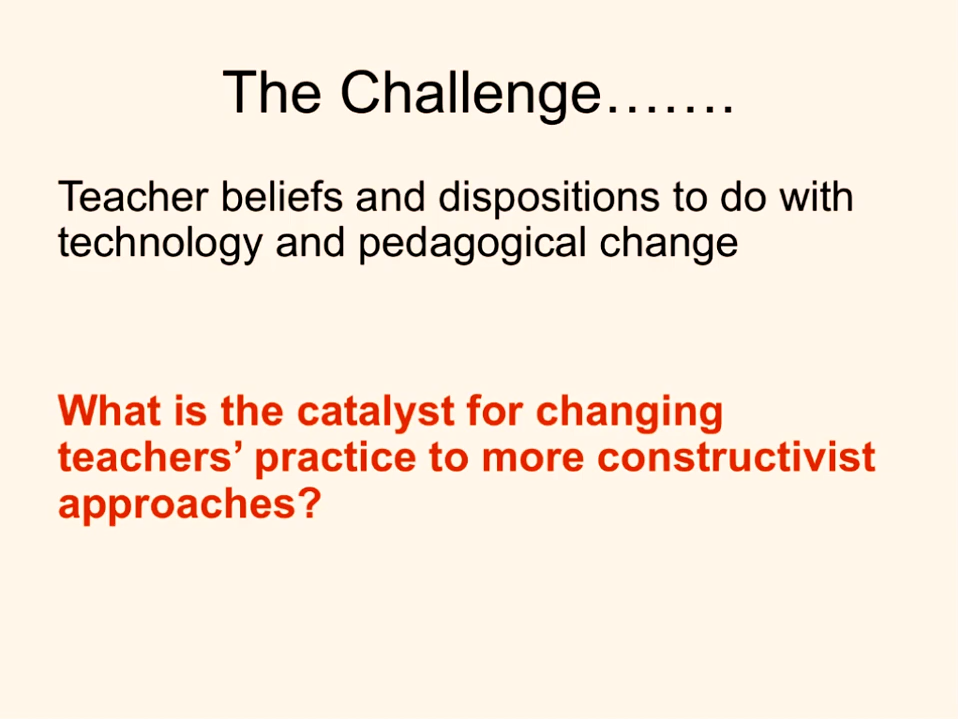 The Challenge…….
Teacher beliefs and dispositions to do with
technology and pedagogical change
What is the catalyst for changing
teachers’ practice to more constructivist
approaches?